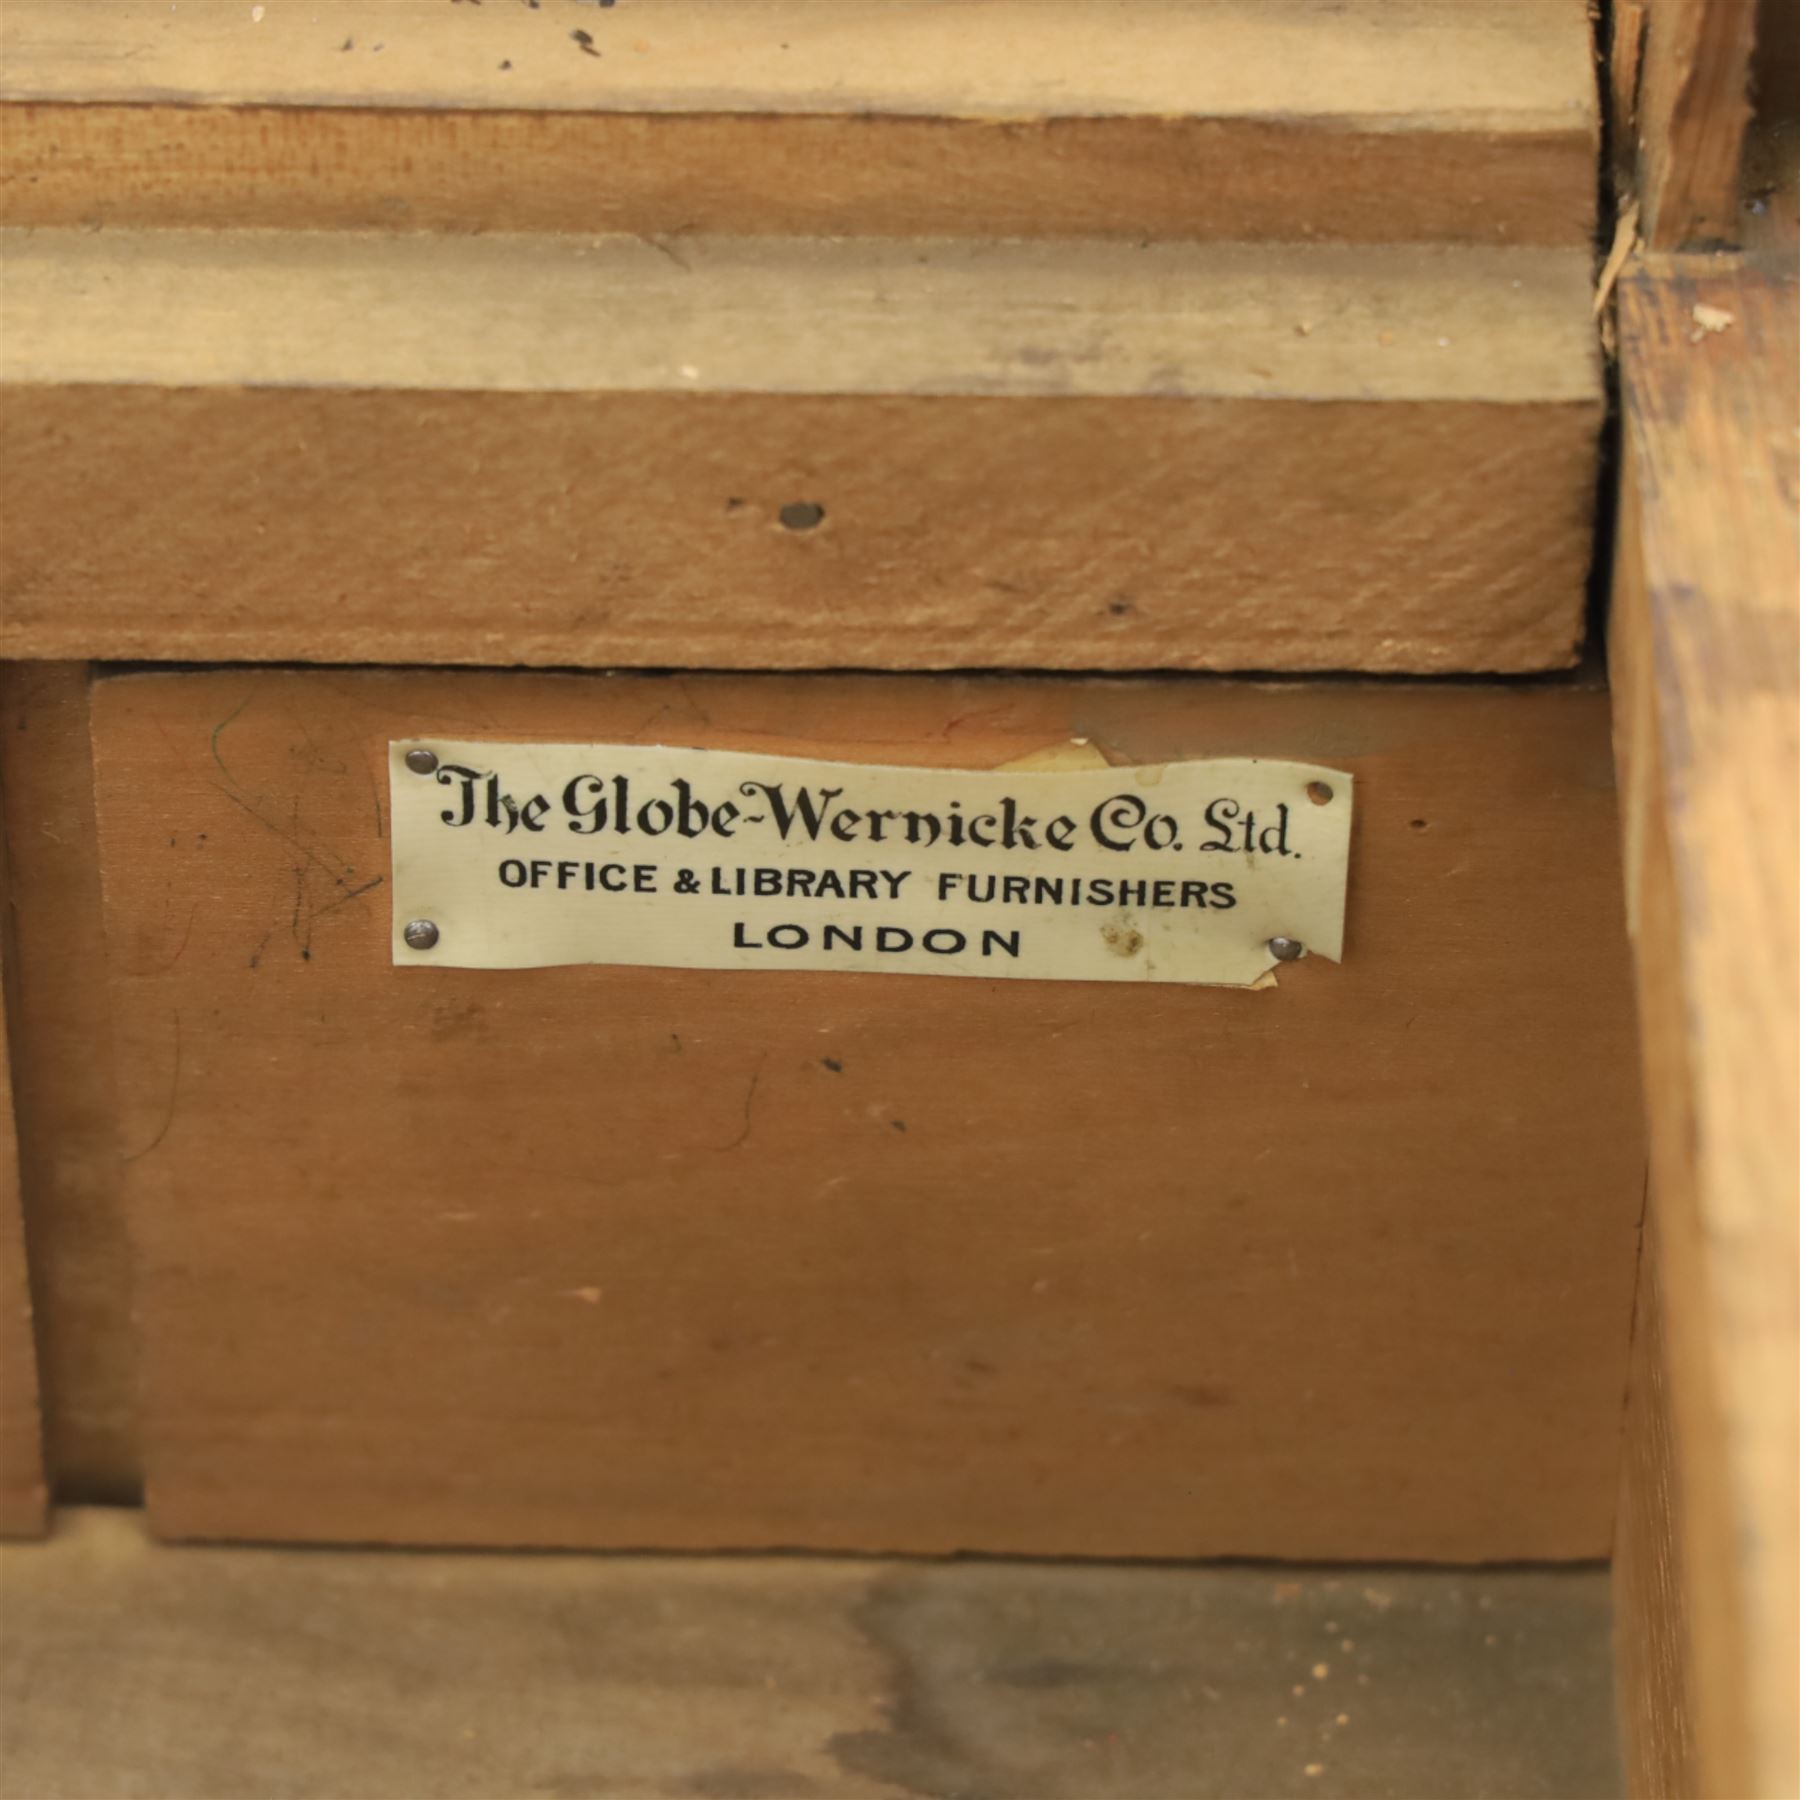 The Globe-Wernicke Co. Ltd.
OFFICE & LIBRARY FURNISHERS
LONDON